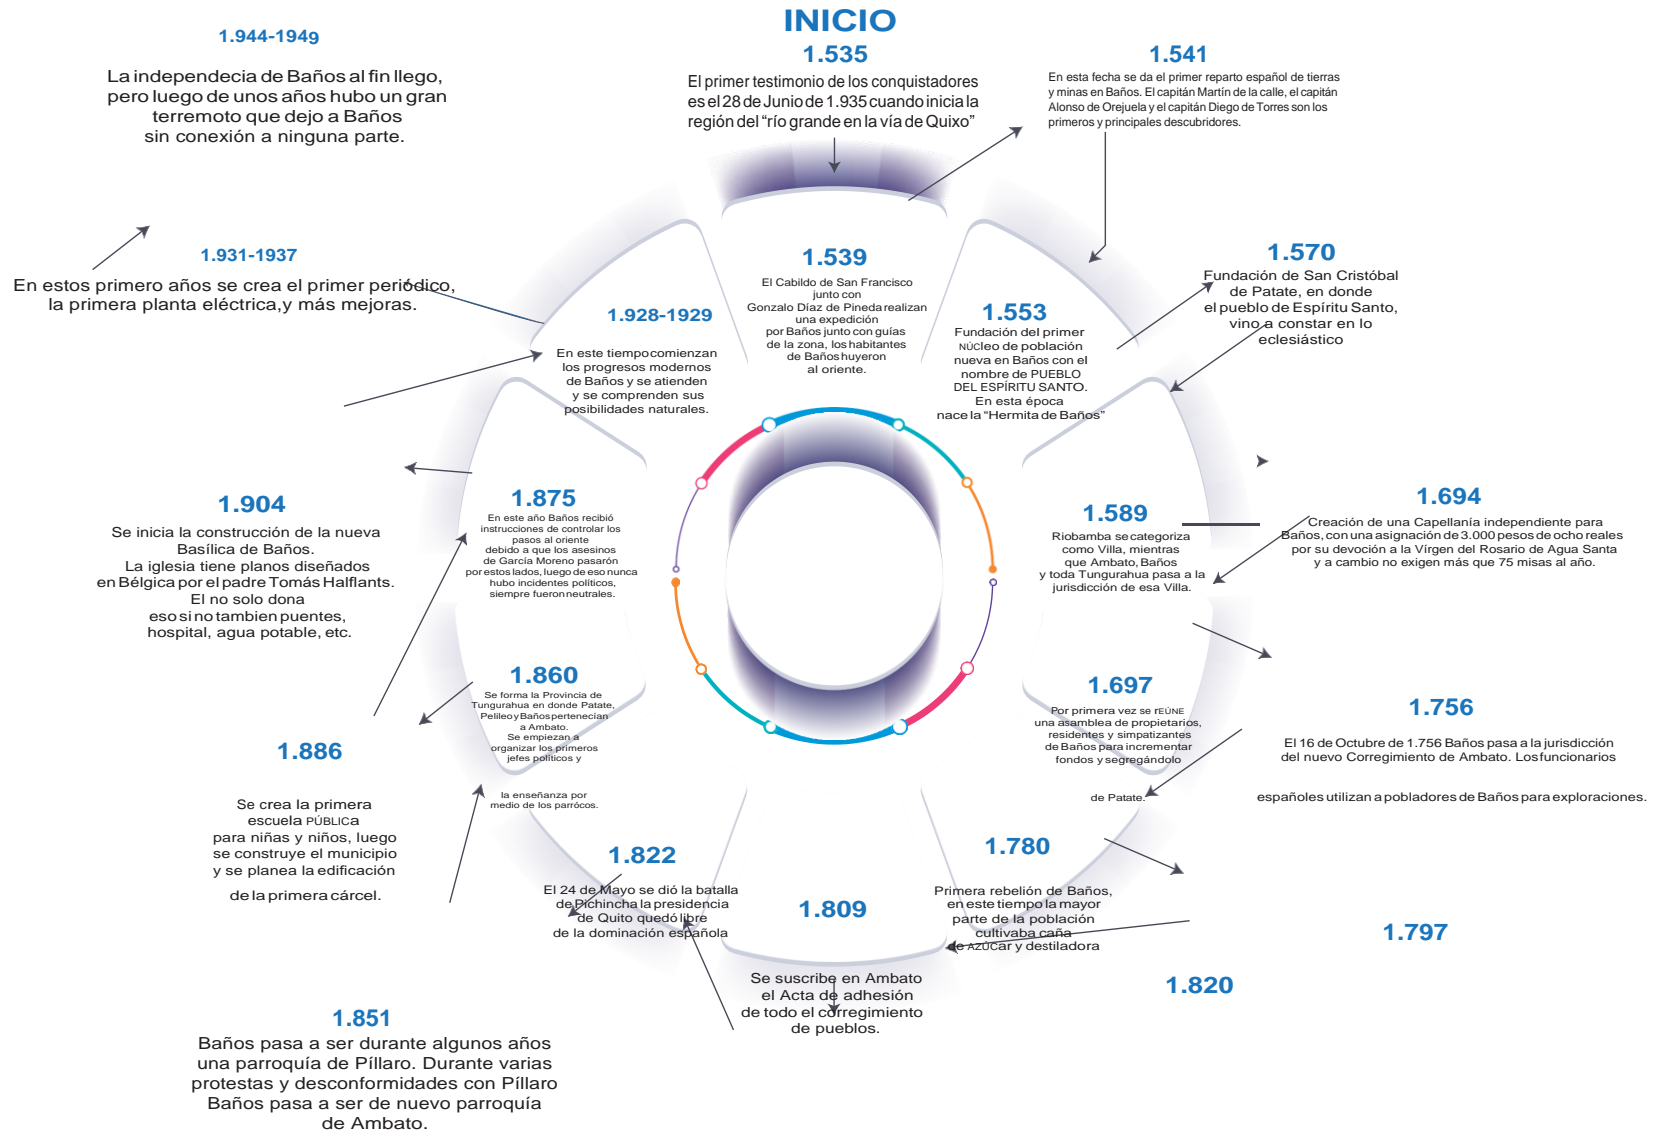 INICIO
1.535
El primer testimonio de los conquistadores
es el 28 de Junio de 1.935 cuando inicia la
región del “río grande en la vía de Quixo”
1.541
En esta fecha se da el primer reparto español de tierras
y minas en Baños. El capitán Martín de la calle, el capitán
Alonso de Orejuela y el capitán Diego de Torres son los
primeros y principales descubridores.
1.539
El Cabildo de San Francisco
junto con
Gonzalo Díaz de Pineda realizan
una expedición
por Baños junto con guías
de la zona, los habitantes
de Baños huyeron
al oriente.
1.553
Fundación del primer
NÚCleo de población
nueva en Baños con el
nombre de PUEBLO
DEL ESPÍRITU SANTO.
En esta época
nace la “Hermita de Baños”
1.570
Fundación de San Cristóbal
de Patate, en donde
el pueblo de Espíritu Santo,
vino a constar en lo
eclesiástico
1.589
Riobamba se categoriza
como Villa, mientras
que Ambato, Baños
y toda Tungurahua pasa a la
jurisdicción de esa Villa.
1.694
Creación de una Capellanía independiente para
Baños, con una asignación de 3.000 pesos de ocho reales
por su devoción a la Vírgen del Rosario de Agua Santa
y a cambio no exigen más que 75 misas al año.
1.697
Por primera vez se rEÚNE
una asamblea de propietarios,
residentes y simpatizantes
de Baños para incrementar
fondos y segregándolo
de Patate.
1.756
El 16 de Octubre de 1.756 Baños pasa a la jurisdicción
del nuevo Corregimiento de Ambato. Los funcionarios
españoles utilizan a pobladores de Baños para exploraciones.
1.780
Primera rebelión de Baños,
en este tiempo la mayor
parte de la población
cultivaba caña
de AZÚCar y destiladora
1.797
1.820
1.809
Se suscribe en Ambato
el Acta de adhesión
de todo el corregimiento
de pueblos.
1.822
El 24 de Mayo se dió la batalla
de Pichincha la presidencia
de Quito quedó libre
de la dominación española
1.851
Baños pasa a ser durante algunos años
una parroquía de Píllaro. Durante varias
protestas y desconformidades con Píllaro
Baños pasa a ser de nuevo parroquía
de Ambato.
1.860
Se forma la Provincia de
Tungurahua en donde Patate,
Pelileo y Baños pertenecian
a Ambato.
Se empiezan a
organizar los primeros
jefes políticos y
la enseñanza por
medio de los parrócos.
1.886
Se crea la primera
escuela PÚBLICa
para niñas y niños, luego
se construye el municipio
y se planea la edificación
de la primera cárcel.
1.875
En este año Baños recibió
instrucciones de controlar los
pasos al oriente
debido a que los asesinos
de García Moreno pasarón
por estos lados, luego de eso nunca
hubo incidentes políticos,
siempre fueron neutrales.
1.904
Se inicia la construcción de la nueva
Basílica de Baños.
La iglesia tiene planos diseñados
en Bélgica por el padre Tomás Halflants.
El no solo dona
eso si no tambien puentes,
hospital, agua potable, etc.
1.928-1929
En este tiempo comienzan
los progresos modernos
de Baños y se atienden
y se comprenden sus
posibilidades naturales.
1.931-1937
En estos primero años se crea el primer periódico,
la primera planta eléctrica,y más mejoras.
1.944-1949
La independecia de Baños al fin llego,
pero luego de unos años hubo un gran
terremoto que dejo a Baños
sin conexión a ninguna parte.